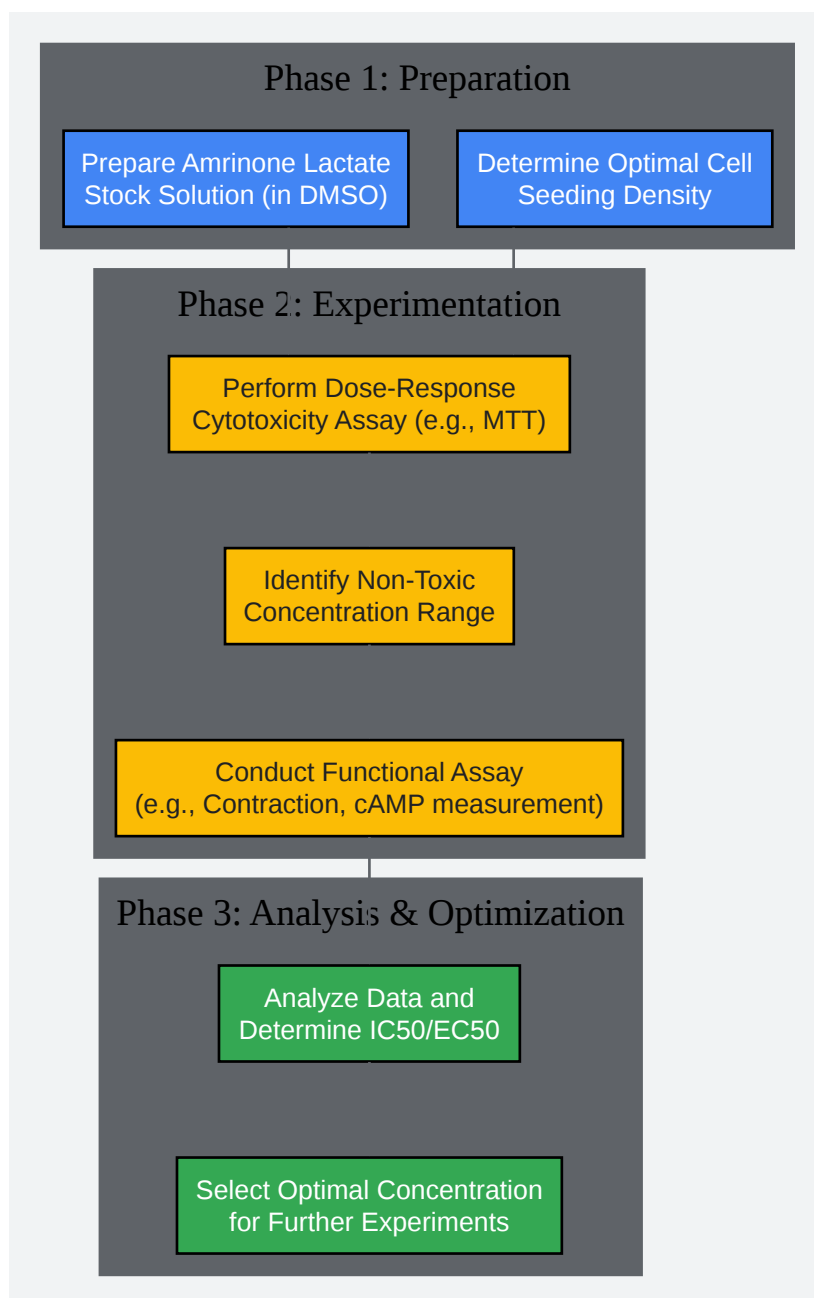 Phase 1: Preparation
Prepare Amrinone Lactate
Stock Solution (in DMSO)
Determine Optimal Cell
Seeding Density
Phase 2: Experimentation
Perform Dose-Response
Cytotoxicity Assay (e.g., MTT)
Identify Non-Toxic
Concentration Range
Conduct Functional Assay
(e.g., Contraction, cAMP measurement)
Phase 3: Analysis & Optimization
Analyze Data and
Determine IC50/EC50
Select Optimal Concentration
for Further Experiments